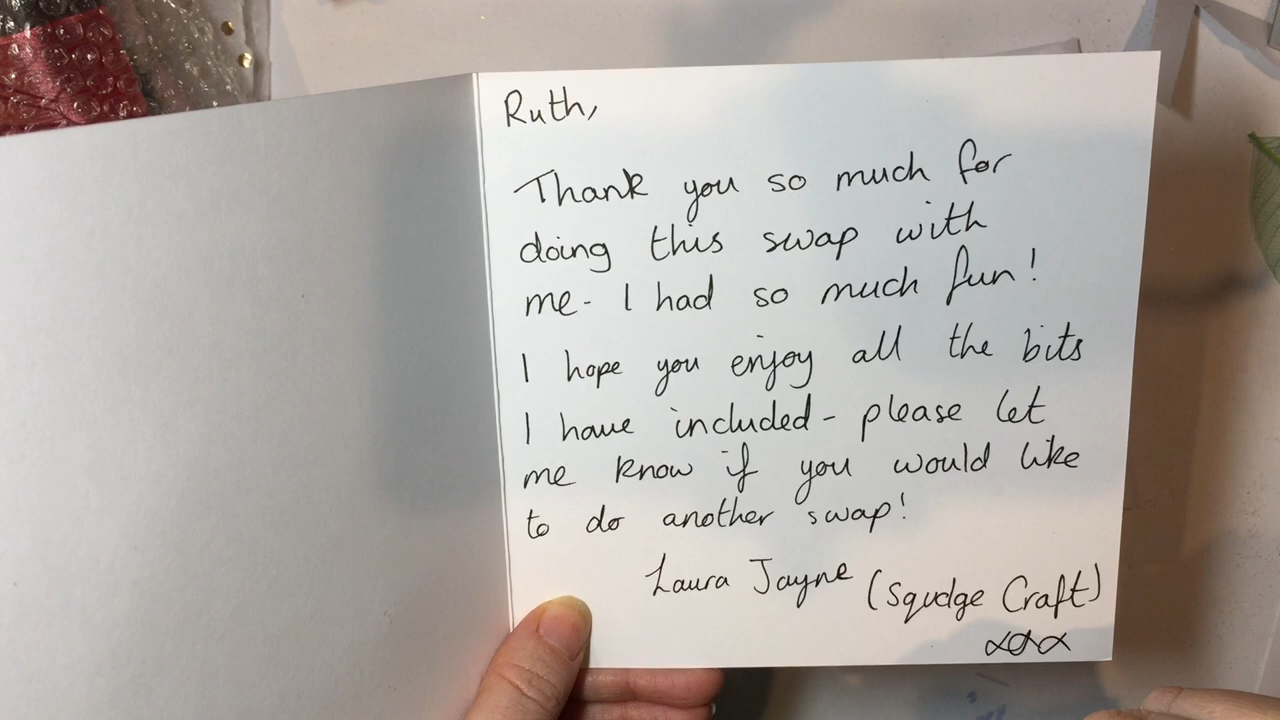 Ruth,
Thank you so much for
doing this swap with
me - I had so much fun!
I hope you enjoy all the bits
I have included - please let
me know if you would like
to do another swap!
Laura Jayne (Squdge Craft)
xxx